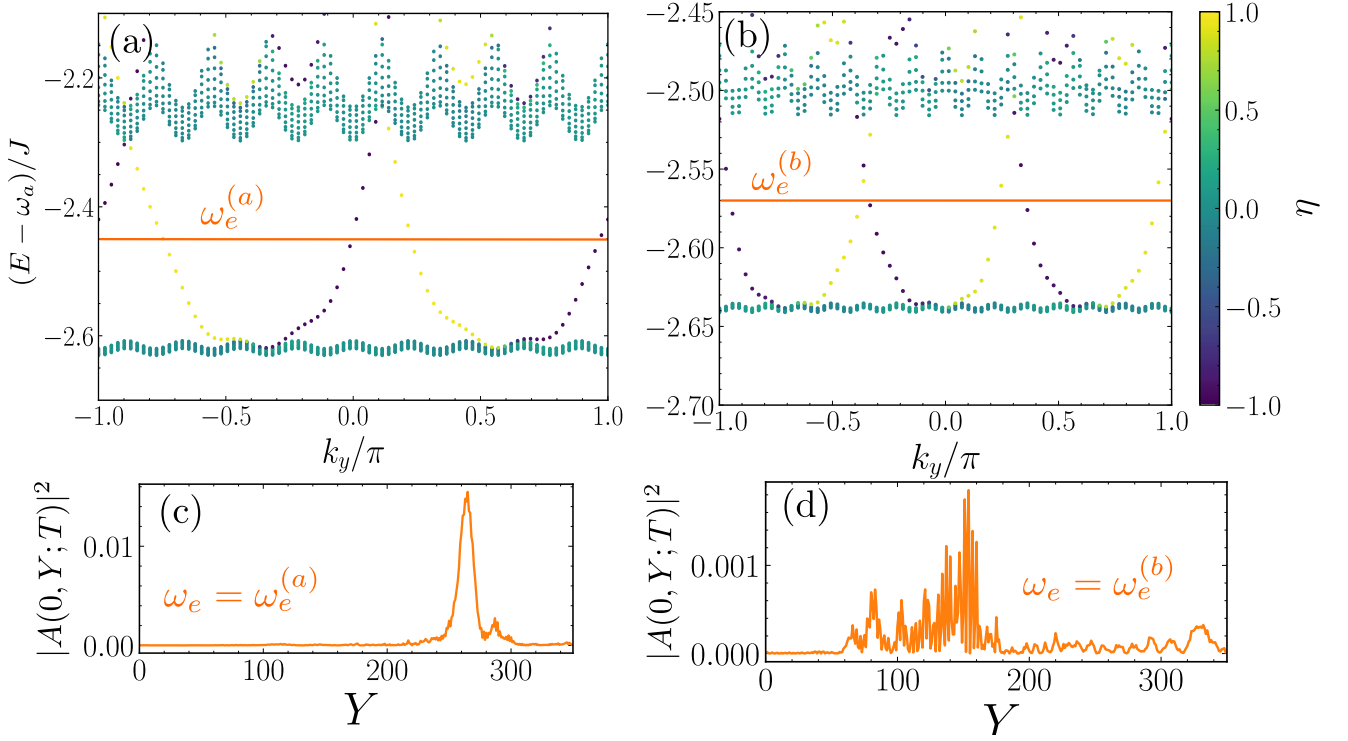 (a)
(E − ω_a)/J
−2.2
−2.4
−2.6
ω_e^(a)
−1.0 −0.5 0.0 0.5 1.0
k_y/π
(b)
−2.45
−2.50
−2.55
−2.60
−2.65
−2.70
ω_e^(b)
−1.0 −0.5 0.0 0.5 1.0
k_y/π
1.0
0.5
0.0
−0.5
−1.0
η
(c)
|A(0, Y; T)|²
0.01
0.00
ω_e = ω_e^(a)
0 100 200 300
Y
(d)
|A(0, Y; T)|²
0.001
0.000
ω_e = ω_e^(b)
0 100 200 300
Y